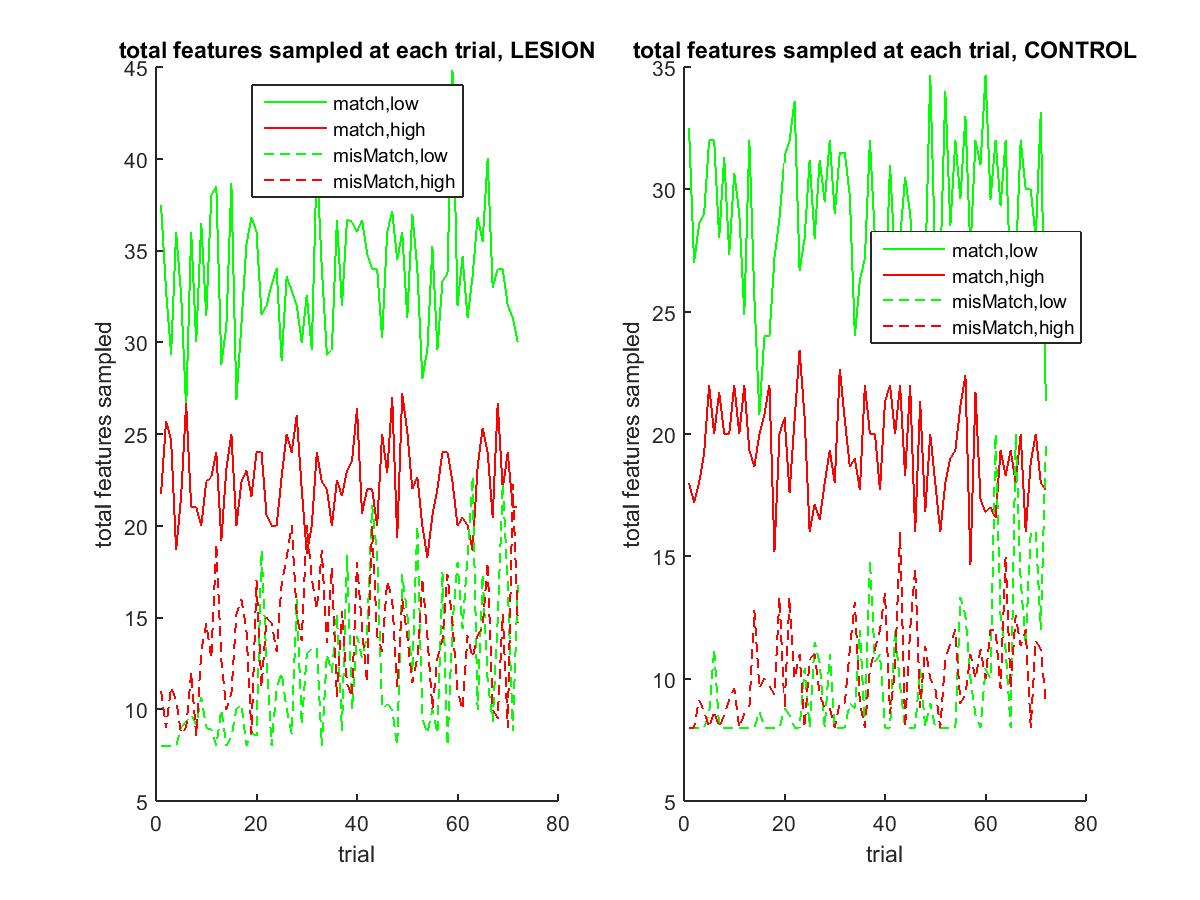 total features sampled at each trial, LESION
45
40
35
30
25
20
15
10
5
total features sampled
match,low
match,high
misMatch,low
misMatch,high
0 20 40 60 80
trial
total features sampled at each trial, CONTROL
35
30
25
20
15
10
5
total features sampled
match,low
match,high
misMatch,low
misMatch,high
0 20 40 60 80
trial